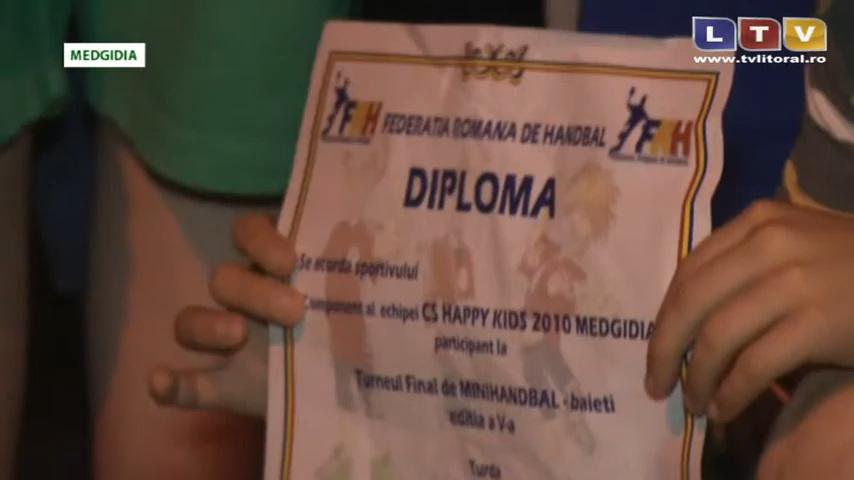 MEDGIDIA
LTV
www.tvlitoral.ro
FRH FEDERATIA ROMANA DE HANDBAL FRH
DIPLOMA
Se acorda sportivului
Component al echipei CS HAPPY KIDS 2010 MEDGIDIA
participant la
Turneul Final de MINIHANDBAL - baieti
editia a V-a
Turda